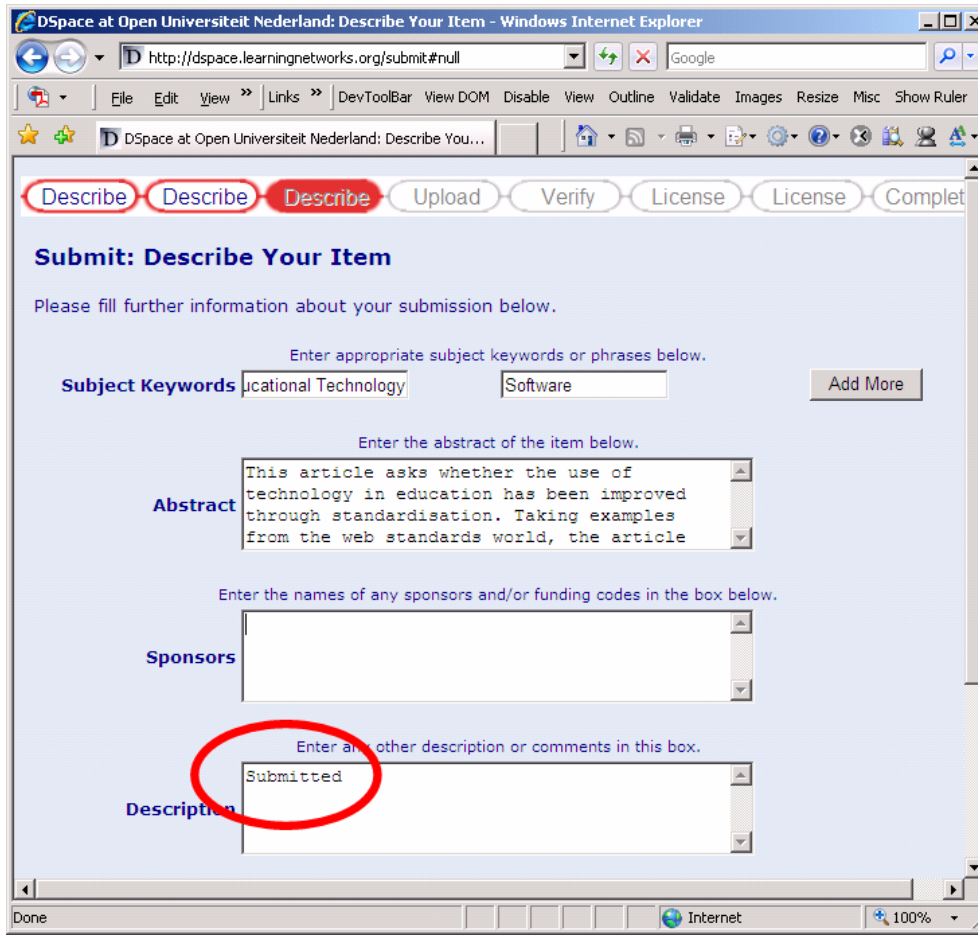 DSpace at Open Universiteit Nederland: Describe Your Item - Windows Internet Explorer
http://dspace.learningnetworks.org/submit#null Google
File Edit View » Links » DevToolBar View DOM Disable View Outline Validate Images Resize Misc Show Ruler
DSpace at Open Universiteit Nederland: Describe You...
Describe Describe Describe Upload Verify License License Complet
Submit: Describe Your Item
Please fill further information about your submission below.
Enter appropriate subject keywords or phrases below.
Subject Keywords ucational Technology Software Add More
Enter the abstract of the item below.
Abstract
This article asks whether the use of
technology in education has been improved
through standardisation. Taking examples
from the web standards world, the article
Enter the names of any sponsors and/or funding codes in the box below.
Sponsors
Enter any other description or comments in this box.
Submitted
Description
Done Internet 100%